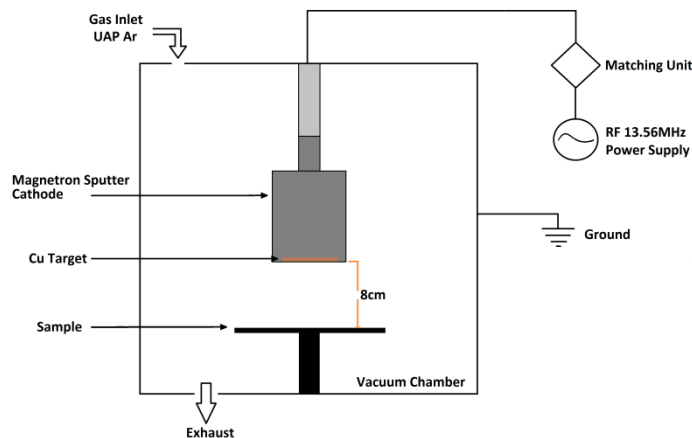 Gas Inlet
UAP Ar
Matching Unit
RF 13.56MHz
Power Supply
Magnetron Sputter
Cathode
Ground
Cu Target
8cm
Sample
Vacuum Chamber
Exhaust